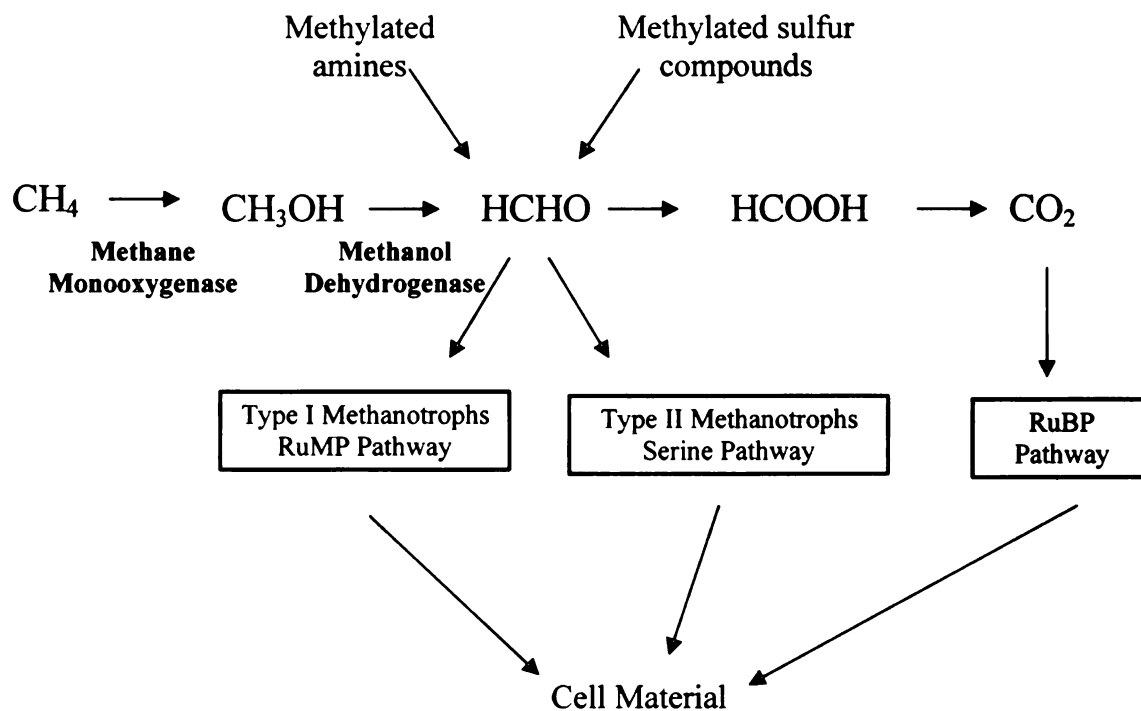 Methylated
amines
Methylated sulfur
compounds
CH₄
CH₃OH
HCHO
HCOOH
CO₂
Methane
Monooxygenase
Methanol
Dehydrogenase
Type I Methanotrophs
RuMP Pathway
Type II Methanotrophs
Serine Pathway
RuBP
Pathway
Cell Material